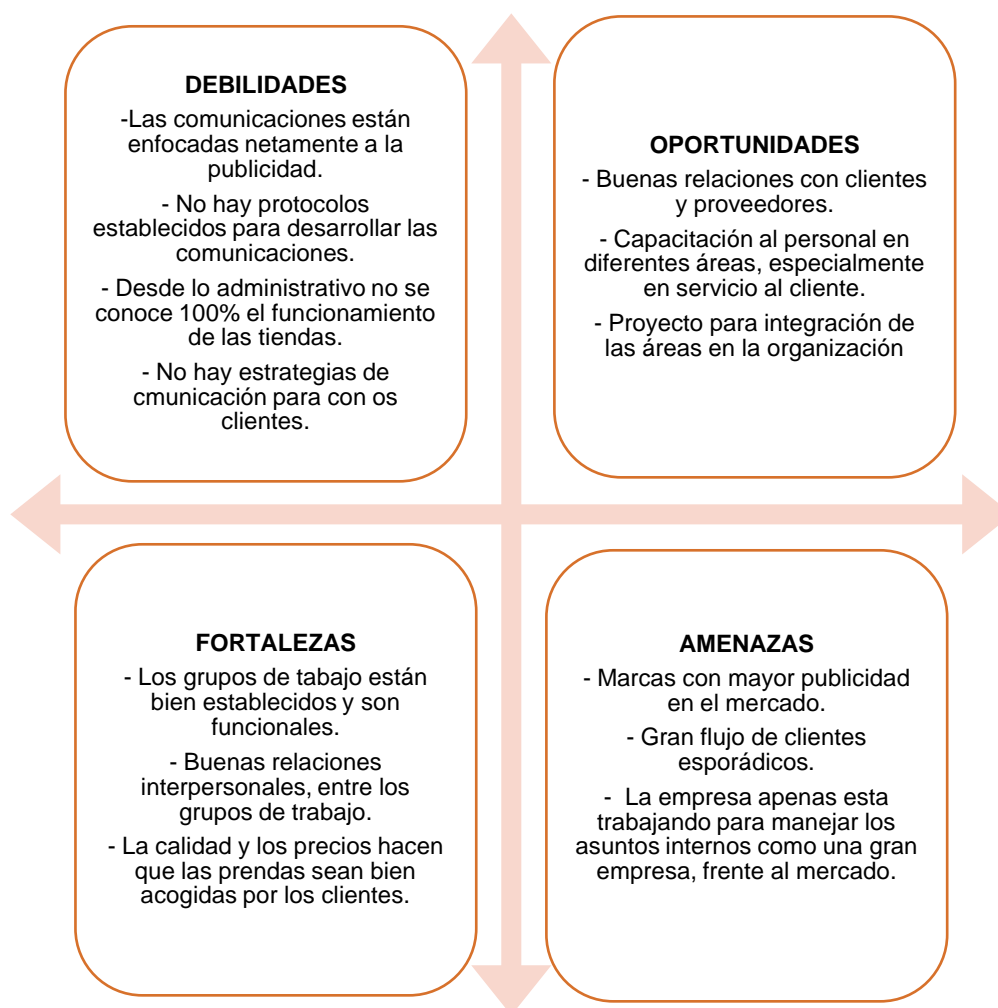 DEBILIDADES
-Las comunicaciones están
enfocadas netamente a la
publicidad.
- No hay protocolos
establecidos para desarrollar las
comunicaciones.
- Desde lo administrativo no se
conoce 100% el funcionamiento
de las tiendas.
- No hay estrategias de
cmunicación para con os
clientes.
OPORTUNIDADES
- Buenas relaciones con clientes
y proveedores.
- Capacitación al personal en
diferentes áreas, especialmente
en servicio al cliente.
- Proyecto para integración de
las áreas en la organización
FORTALEZAS
- Los grupos de tabajo están
bien establecidos y son
funcionales.
- Buenas relaciones
interpersonales, entre los
grupos de trabajo.
- La calidad y los precios hacen
que las prendas sean bien
acogidas por los clientes.
AMENAZAS
- Marcas con mayor publicidad
en el mercado.
- Gran flujo de clientes
esporádicos.
- La empresa apenas esta
trabajando para manejar los
asuntos internos como una gran
empresa, frente al mercado.